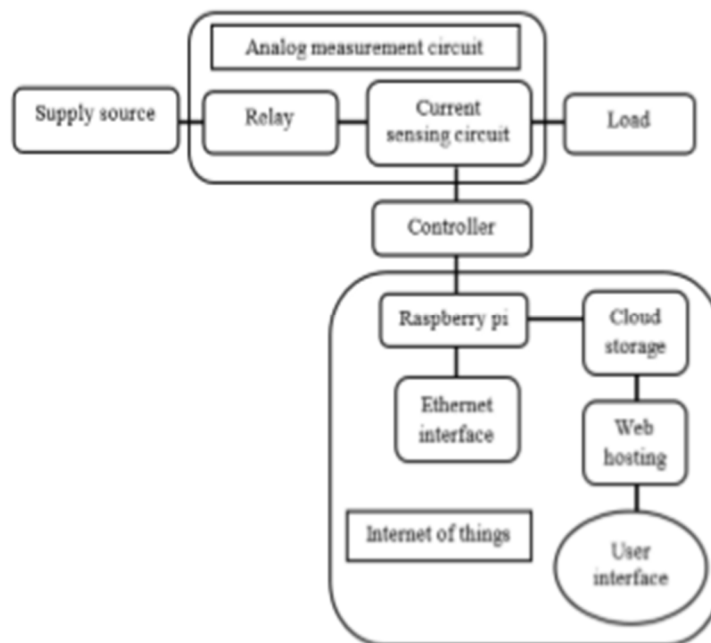 Analog measurement circuit
Supply source
Relay
Current
sensing circuit
Load
Controller
Raspberry pi
Cloud
storage
Ethernet
interface
Web
hosting
Internet of things
User
interface